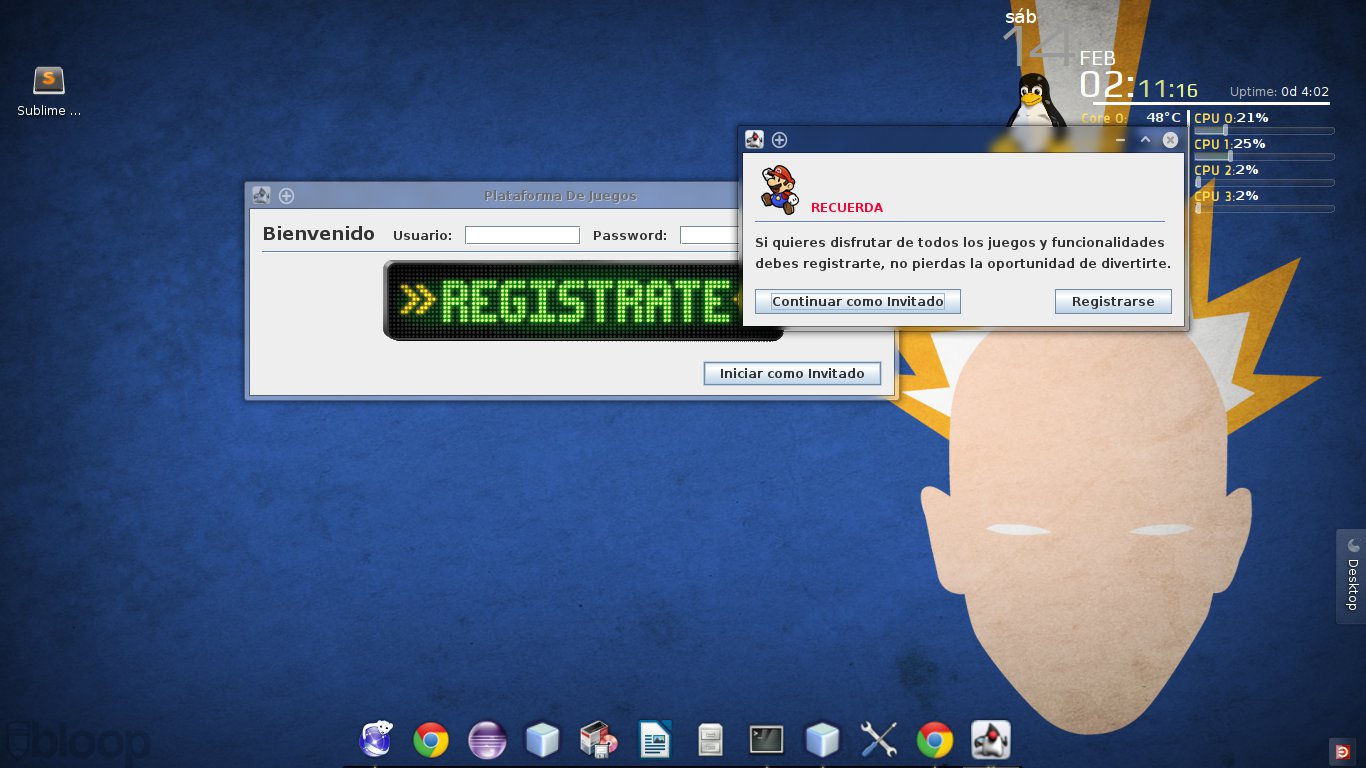 sáb
14
FEB
02:11:16
Uptime: 0d 4:02
Core 0: 48°C
CPU 0:21%
CPU 1:25%
CPU 2:2%
CPU 3:2%
Sublime ...
Plataforma De Juegos
Bienvenido Usuario: Password:
»REGISTRATE
Iniciar como Invitado
RECUERDA
Si quieres disfrutar de todos los juegos y funcionalidades
debes registrarte, no pierdas la oportunidad de divertirte.
Continuar como Invitado Registrarse
Desktop
bloop